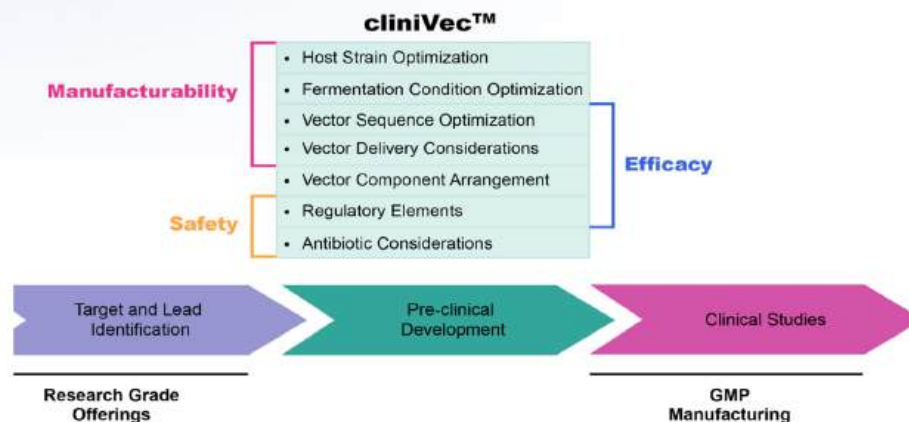 cliniVec™
Manufacturability
• Host Strain Optimization
• Fermentation Condition Optimization
• Vector Sequence Optimization
• Vector Delivery Considerations
• Vector Component Arrangement
• Regulatory Elements
• Antibiotic Considerations
Efficacy
Safety
Target and Lead
Identification
Pre-clinical
Development
Clinical Studies
Research Grade
Offerings
GMP
Manufacturing